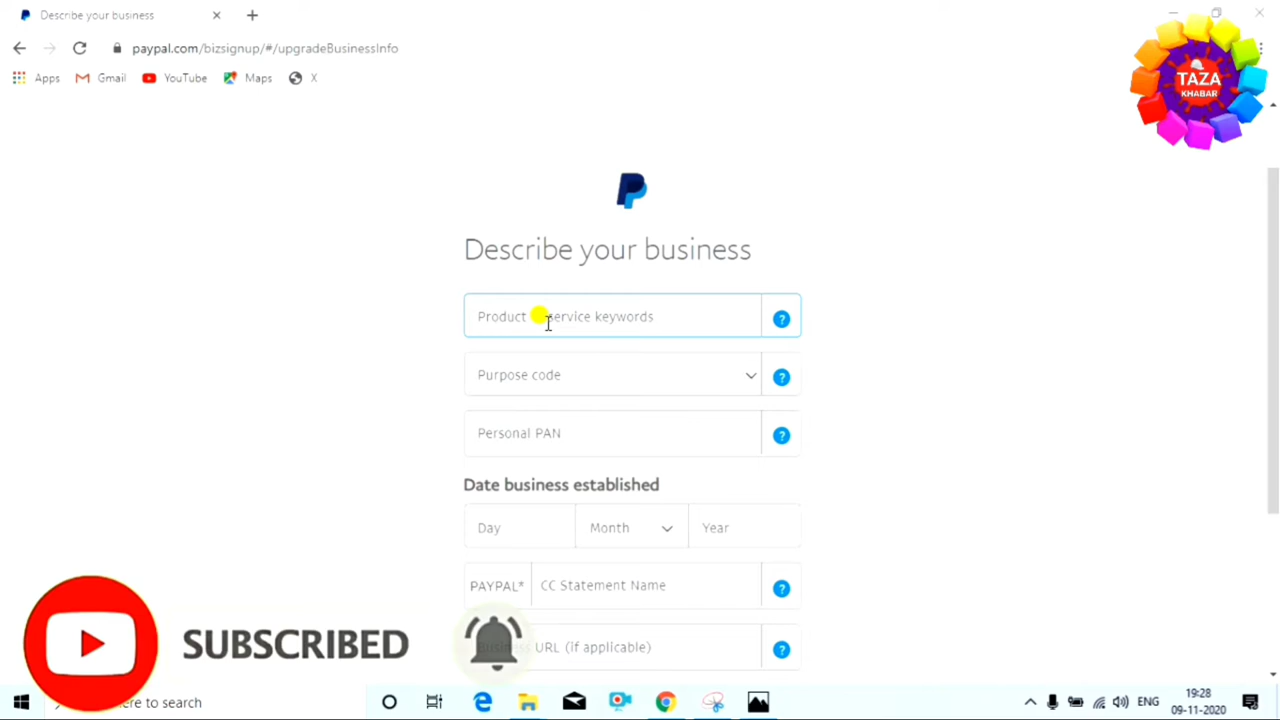 Describe your business
paypal.com/bizsignup/#/upgradeBusinessInfo
Apps Gmail YouTube Maps X
TAZA
KHABAR
Describe your business
Product service keywords ?
Purpose code ?
Personal PAN ?
Date business established
Day Month Year
PAYPAL* CC Statement Name ?
URL (if applicable) ?
SUBSCRIBED
here to search
ENG
19:28
09-11-2020